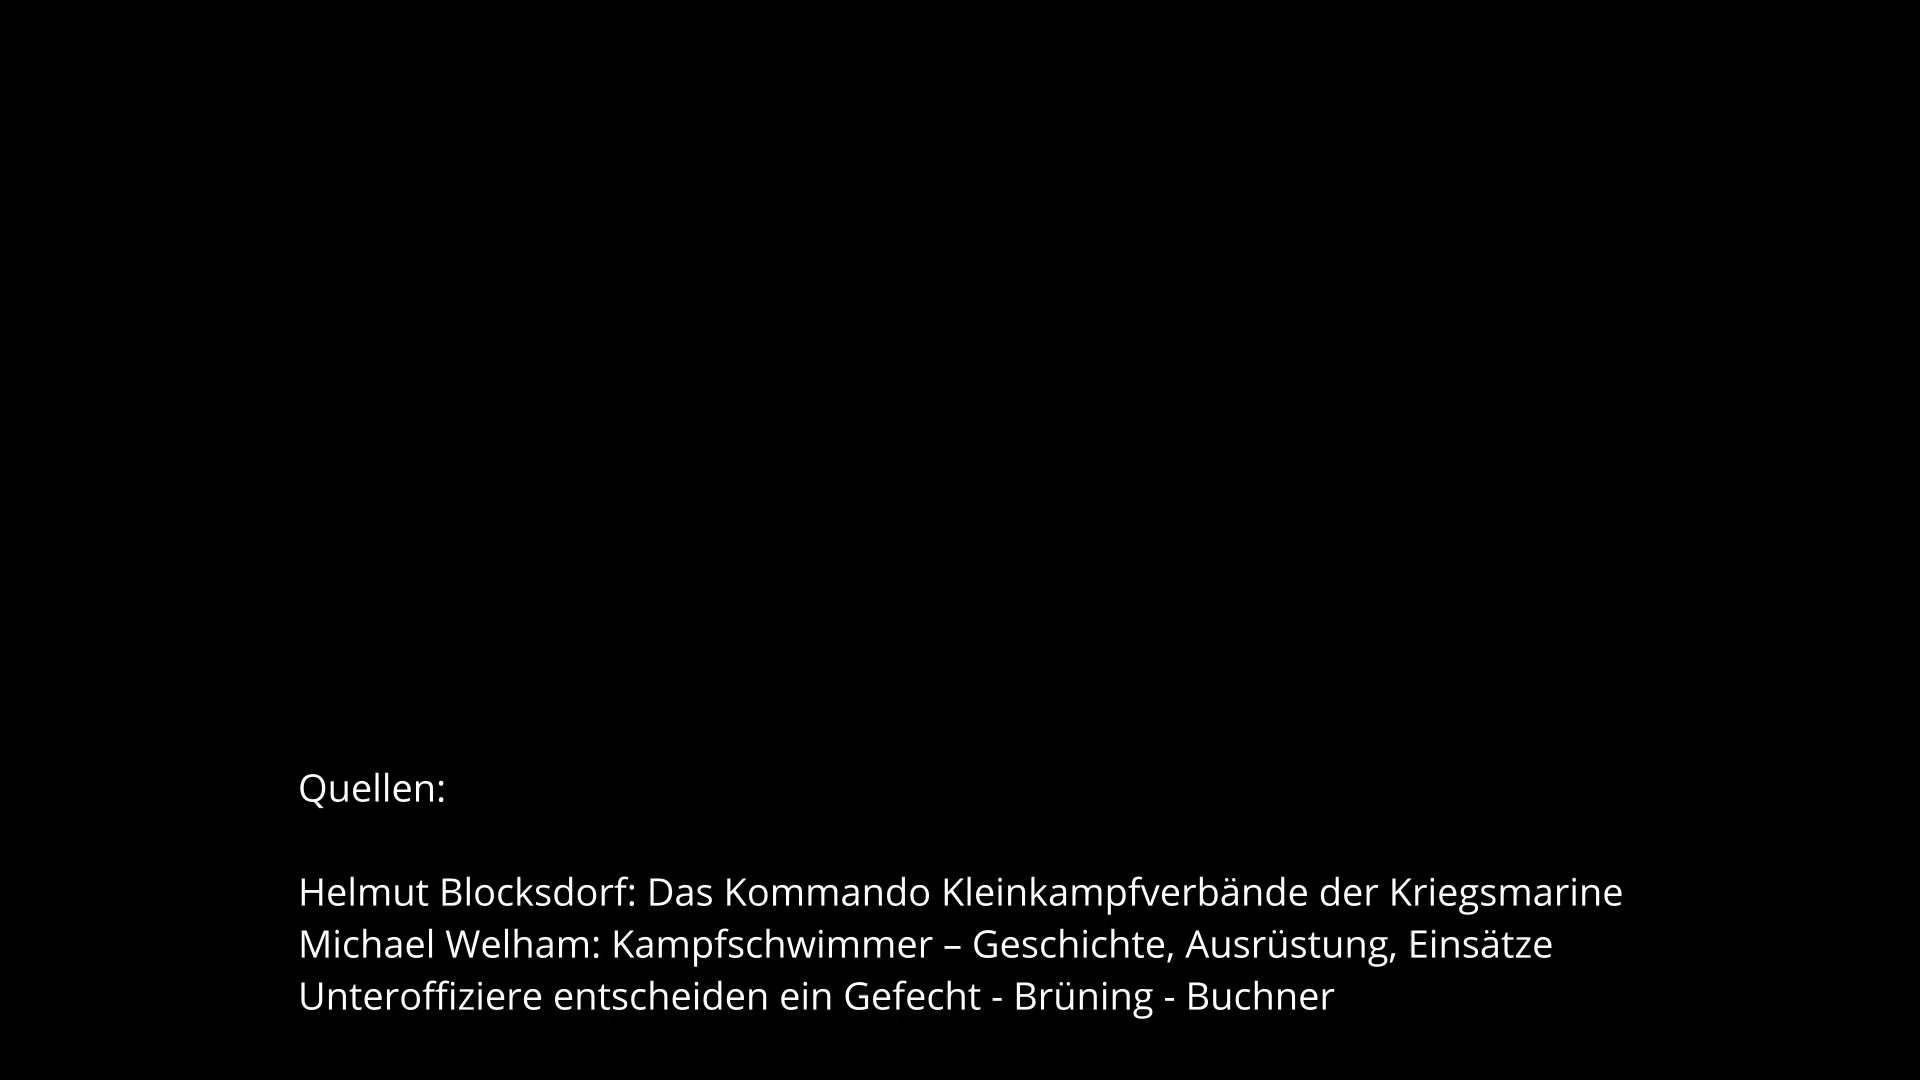 Quellen:
Helmut Blocksdorf: Das Kommando Kleinkampfverbände der Kriegsmarine
Michael Welham: Kampfschwimmer – Geschichte, Ausrüstung, Einsätze
Unteroffiziere entscheiden ein Gefecht - Brüning - Buchner